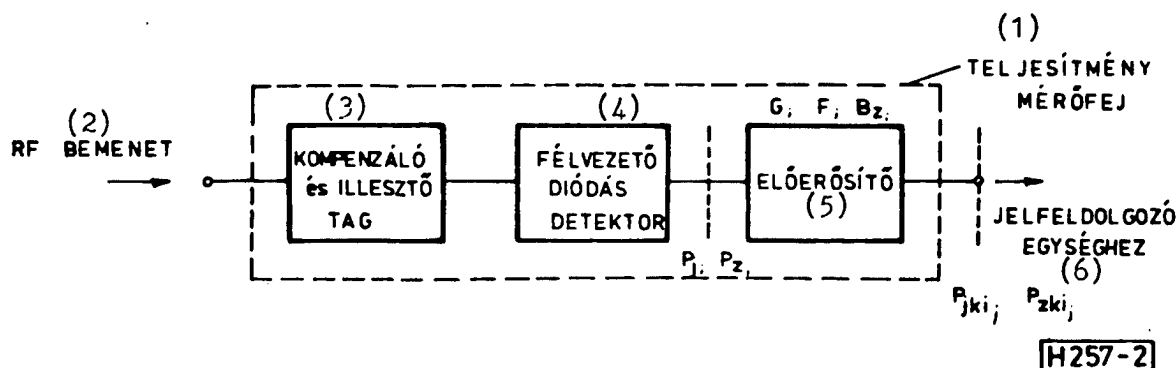 (1)
TELJESÍTMÉNY
MÉRŐFEJ
(2)
RF BEMENET
(3)
KOMPENZÁLÓ
és ILLESZTŐ
TAG
(4)
FÉLVEZETŐ
DIÓDÁS
DETEKTOR
G, F, Bz,
ELŐERŐSÍTŐ
(5)
Pj, Pz,
JELFELDOLGOZÓ
EGYSÉGHEZ
(6)
Pjki, Pzki,
H257-2